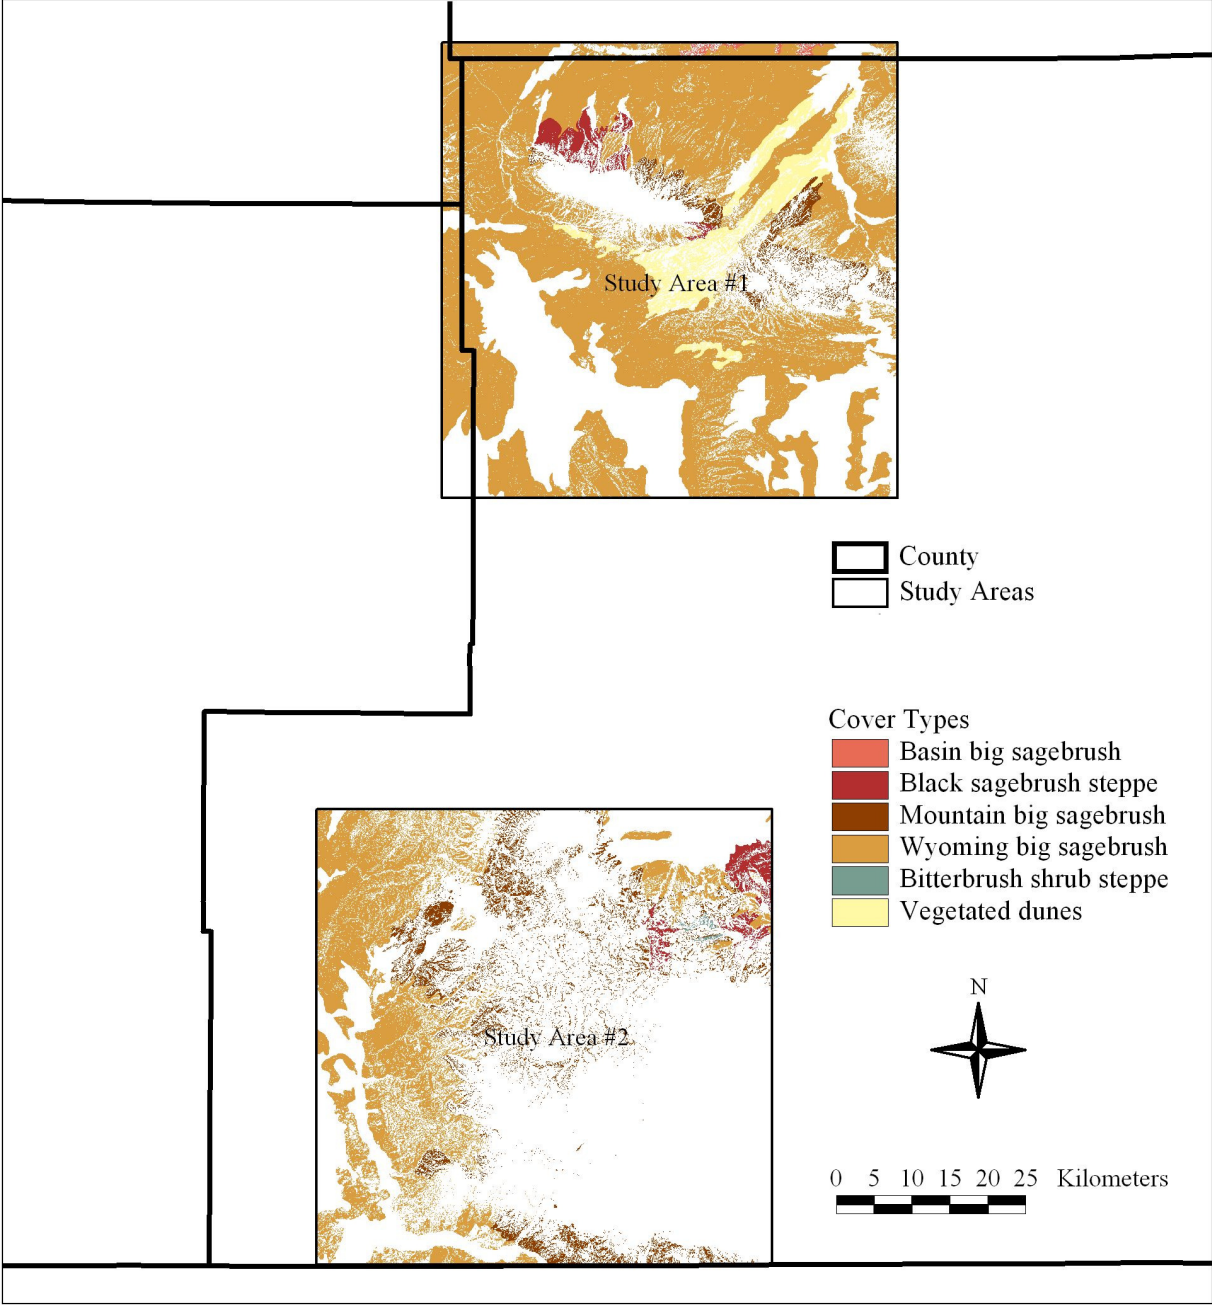 Study Area #1
County
Study Areas
Cover Types
Basin big sagebrush
Black sagebrush steppe
Mountain big sagebrush
Wyoming big sagebrush
Bitterbrush shrub steppe
Vegetated dunes
Study Area #2
N
0 5 10 15 20 25 Kilometers